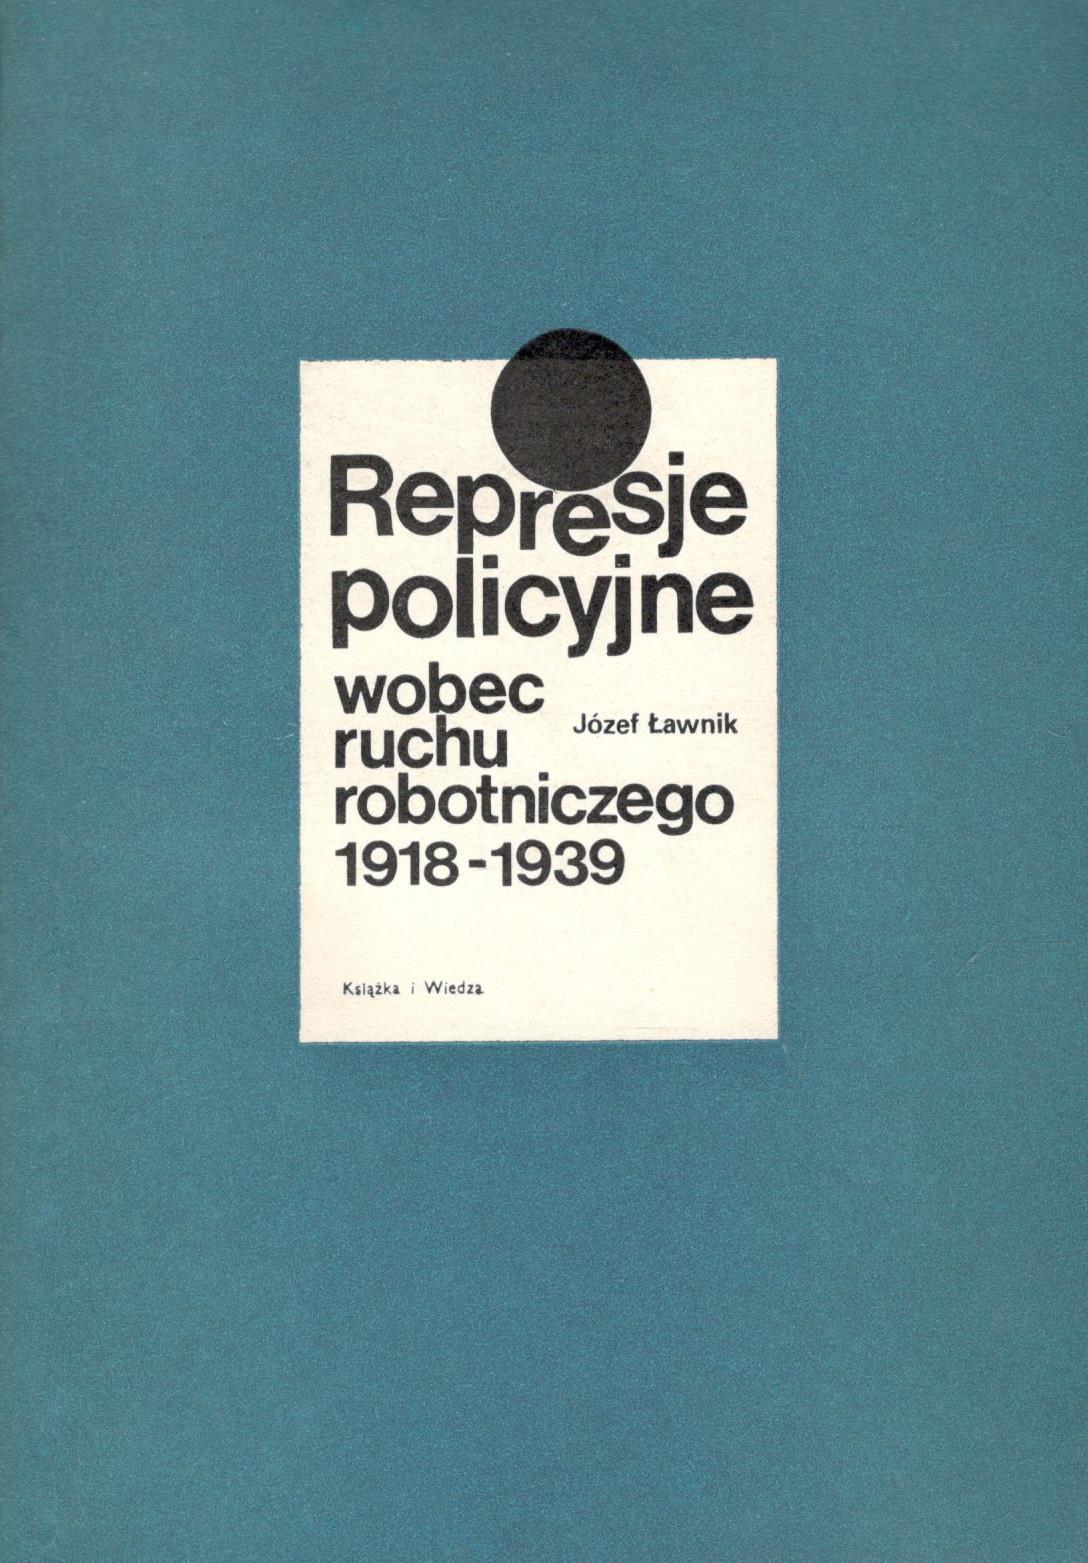 Represje
policyjne
wobec
ruchu
Józef Ławnik
robotniczego
1918-1939
Książka i Wiedza